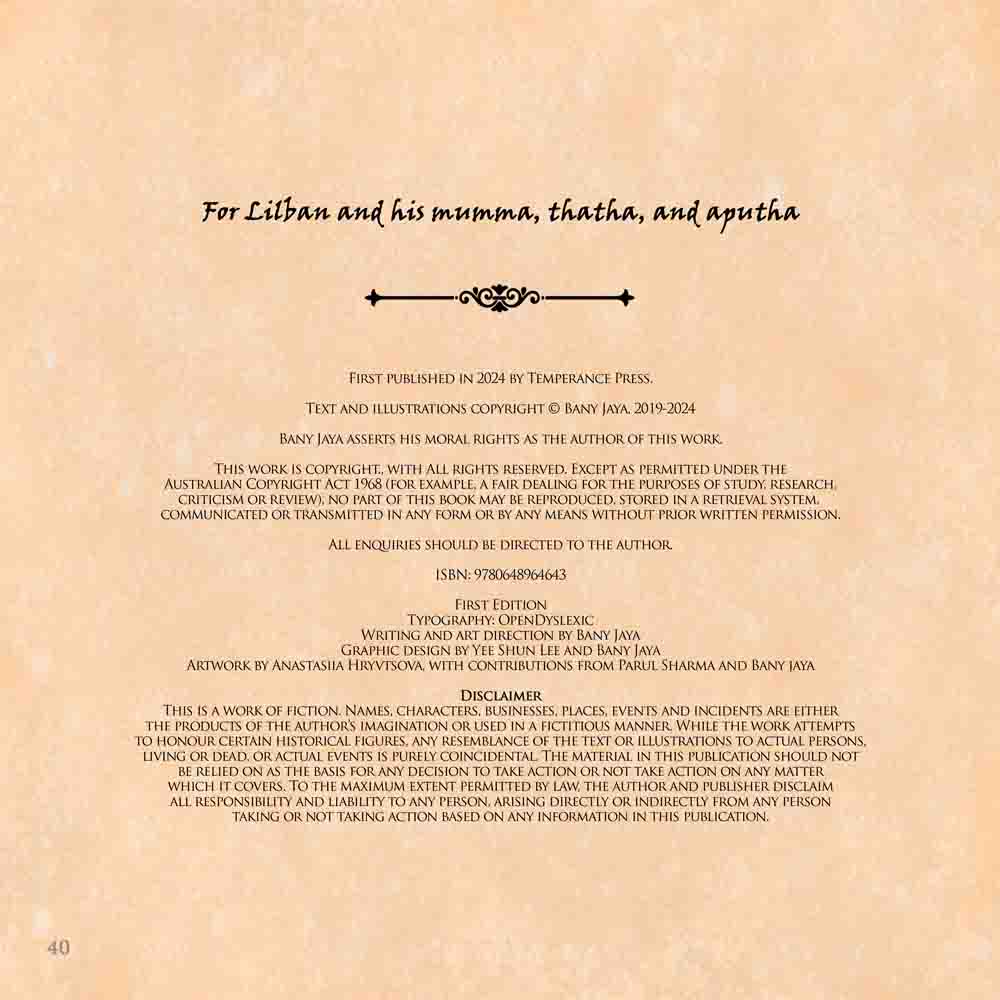 For Lilban and his mumma, thatha, and aputha
First published in 2024 by Temperance Press.
Text and illustrations copyright © Bany Jaya, 2019-2024
Bany Jaya asserts his moral rights as the author of this work.
This work is copyright., with All rights reserved. Except as permitted under the
Australian Copyright Act 1968 (for example, a fair dealing for the purposes of study, research,
criticism or review), no part of this book may be reproduced, stored in a retrieval system,
communicated or transmitted in any form or by any means without prior written permission.
All enquiries should be directed to the author.
ISBN: 9780648964643
First Edition
Typography: OpenDyslexic
Writing and art direction by Bany Jaya
Graphic design by Yee Shun Lee and Bany Jaya
Artwork by Anastasiia Hryvtsova, with contributions from Parul Sharma and Bany jaya
Disclaimer
This is a work of fiction. Names, characters, businesses, places, events and incidents are either
the products of the author's imagination or used in a fictitious manner. While the work attempts
to honour certain historical figures, any resemblance of the text or illustrations to actual persons,
living or dead, or actual events is purely coincidental. The material in this publication should not
be relied on as the basis for any decision to take action or not take action on any matter
which it covers. To the maximum extent permitted by law, the author and publisher disclaim
all responsibility and liability to any person, arising directly or indirectly from any person
taking or not taking action based on any information in this publication.
40